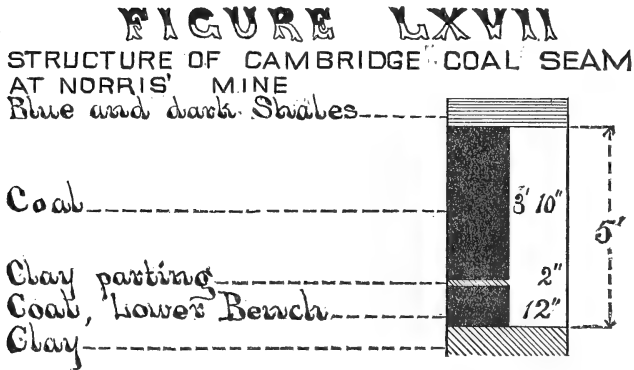 FIGURE LXVII
STRUCTURE OF CAMBRIDGE COAL SEAM
AT NORRIS' MINE
Blue and dark Shales
Coal
3' 10"
5'
Clay parting
2"
Coal, Lower Bench
12"
Clay